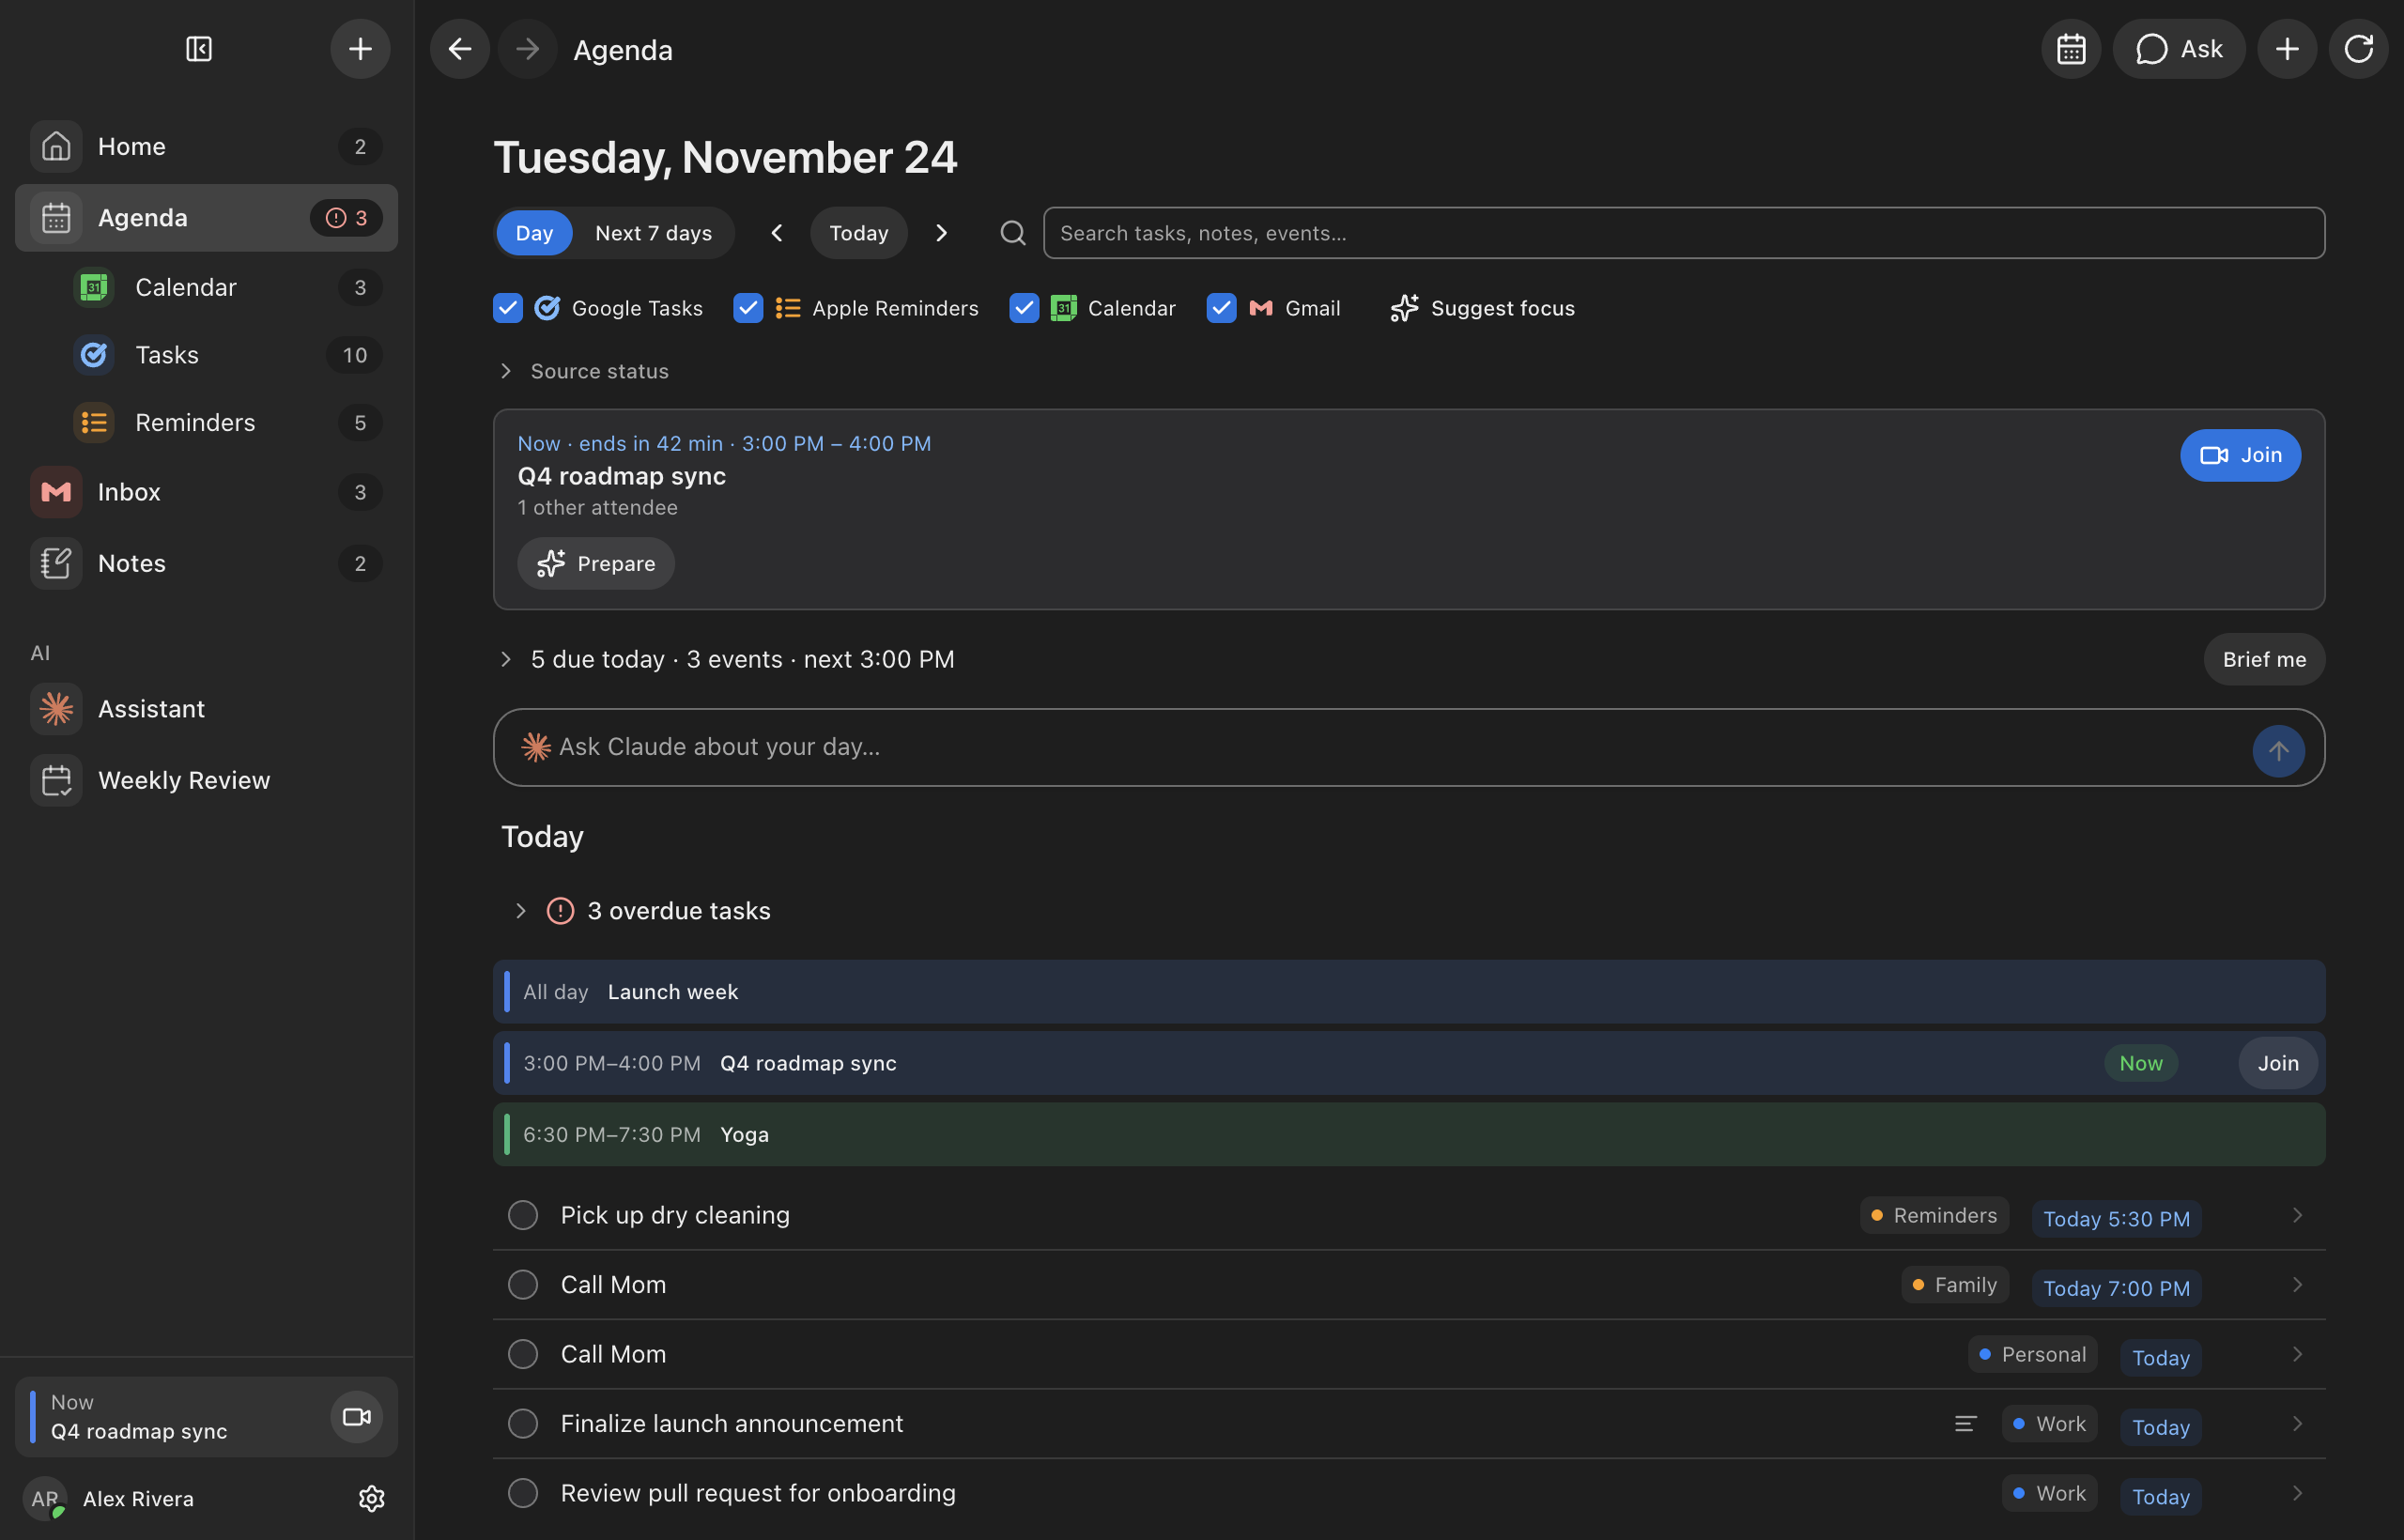 Agenda
Ask
Home 2
Agenda 3
Calendar 3
Tasks 10
Reminders 5
Inbox 3
Notes 2
AI
Assistant
Weekly Review
Now
Q4 roadmap sync
AR Alex Rivera
Tuesday, November 24
Day Next 7 days Today Search tasks, notes, events...
Google Tasks Apple Reminders 31 Calendar Gmail Suggest focus
Source status
Now · ends in 42 min · 3:00 PM – 4:00 PM
Q4 roadmap sync
1 other attendee
Join
Prepare
5 due today · 3 events · next 3:00 PM Brief me
Ask Claude about your day...
Today
3 overdue tasks
All day Launch week
3:00 PM–4:00 PM Q4 roadmap sync Now Join
6:30 PM–7:30 PM Yoga
Pick up dry cleaning Reminders Today 5:30 PM
Call Mom Family Today 7:00 PM
Call Mom Personal Today
Finalize launch announcement Work Today
Review pull request for onboarding Work Today